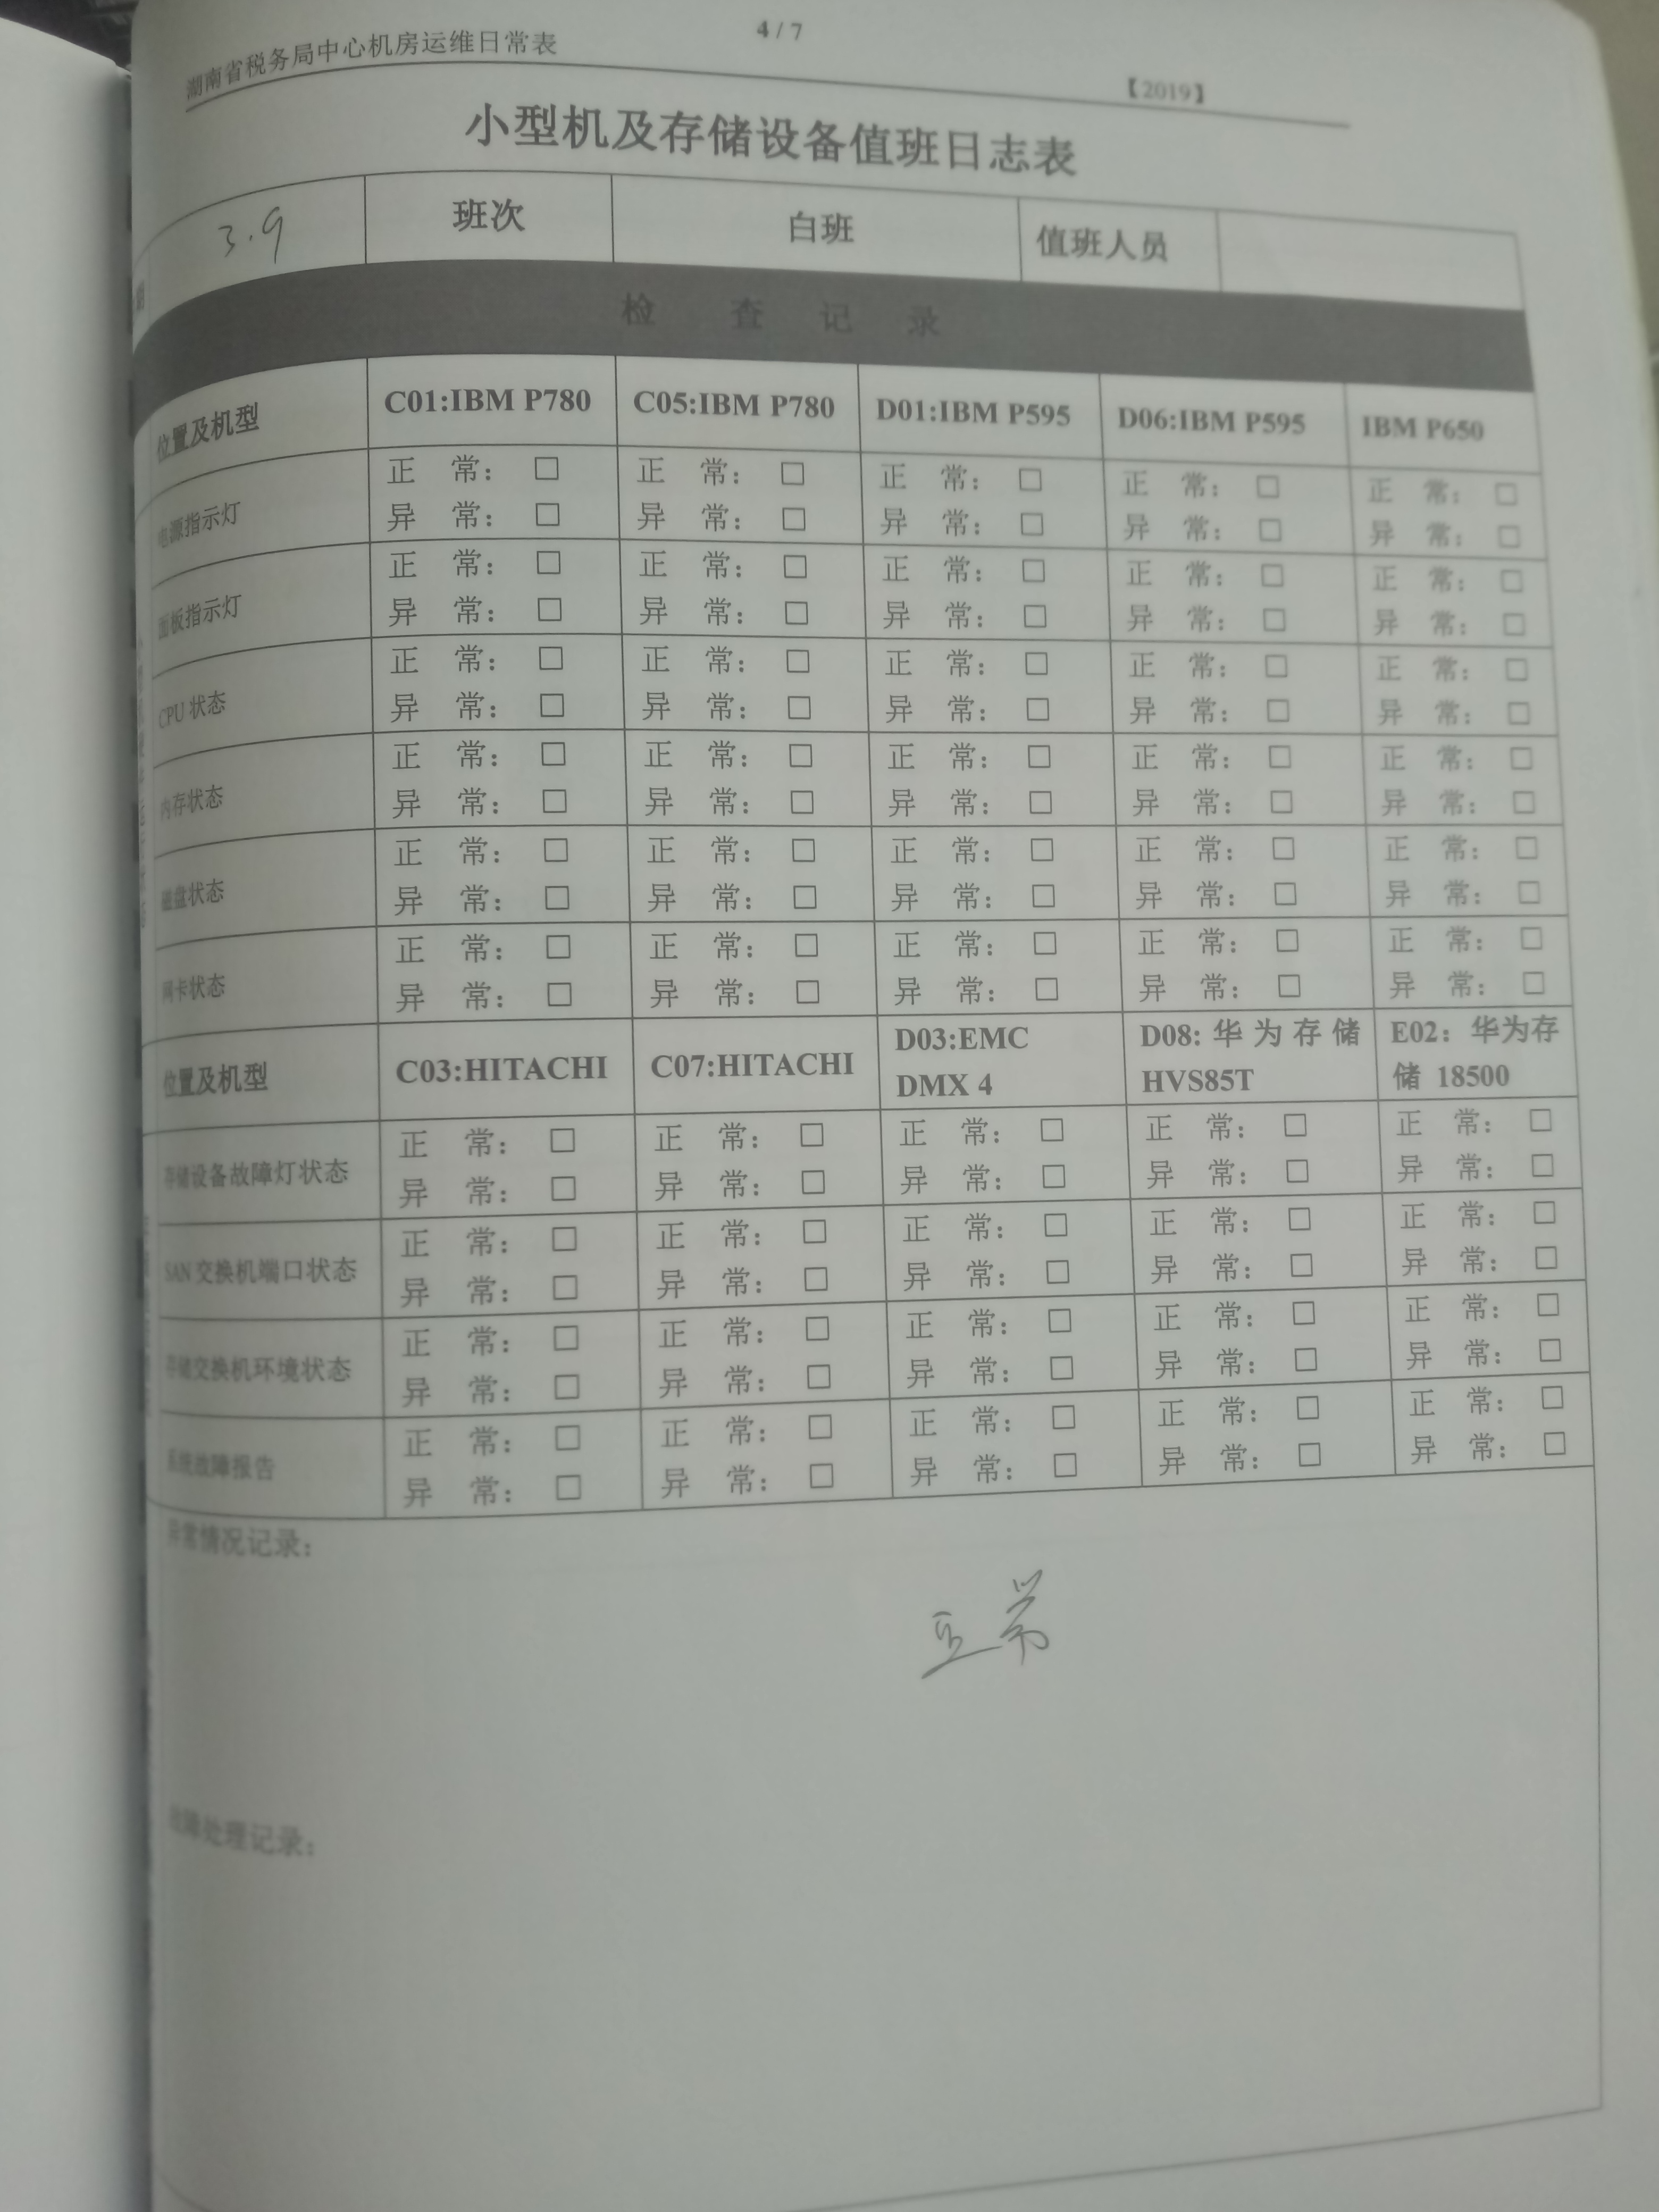 4 / 7
湖南省税务局中心机房运维日常表 【2019】
小型机及存储设备值班日志表
3.9 班次 白班 值班人员
检 查 记 录
位置及机型 C01:IBM P780 C05:IBM P780 D01:IBM P595 D06:IBM P595 IBM P650
电源指示灯 正 常：□ 正 常：□ 正 常：□ 正 常：□ 正 常：□
异 常：□ 异 常：□ 异 常：□ 异 常：□ 异 常：□
面板指示灯 正 常：□ 正 常：□ 正 常：□ 正 常：□ 正 常：□
异 常：□ 异 常：□ 异 常：□ 异 常：□ 异 常：□
CPU 状态 正 常：□ 正 常：□ 正 常：□ 正 常：□ 正 常：□
异 常：□ 异 常：□ 异 常：□ 异 常：□ 异 常：□
内存状态 正 常：□ 正 常：□ 正 常：□ 正 常：□ 正 常：□
异 常：□ 异 常：□ 异 常：□ 异 常：□ 异 常：□
磁盘状态 正 常：□ 正 常：□ 正 常：□ 正 常：□ 正 常：□
异 常：□ 异 常：□ 异 常：□ 异 常：□ 异 常：□
网卡状态 正 常：□ 正 常：□ 正 常：□ 正 常：□ 正 常：□
异 常：□ 异 常：□ 异 常：□ 异 常：□ 异 常：□
位置及机型 C03:HITACHI C07:HITACHI D03:EMC DMX 4 D08: 华为存储 HVS85T E02：华为存储 18500
存储设备故障灯状态 正 常：□ 正 常：□ 正 常：□ 正 常：□ 正 常：□
异 常：□ 异 常：□ 异 常：□ 异 常：□ 异 常：□
SAN 交换机端口状态 正 常：□ 正 常：□ 正 常：□ 正 常：□ 正 常：□
异 常：□ 异 常：□ 异 常：□ 异 常：□ 异 常：□
存储交换机环境状态 正 常：□ 正 常：□ 正 常：□ 正 常：□ 正 常：□
异 常：□ 异 常：□ 异 常：□ 异 常：□ 异 常：□
系统故障报告 正 常：□ 正 常：□ 正 常：□ 正 常：□ 正 常：□
异 常：□ 异 常：□ 异 常：□ 异 常：□ 异 常：□
异常情况记录：
故障处理记录：